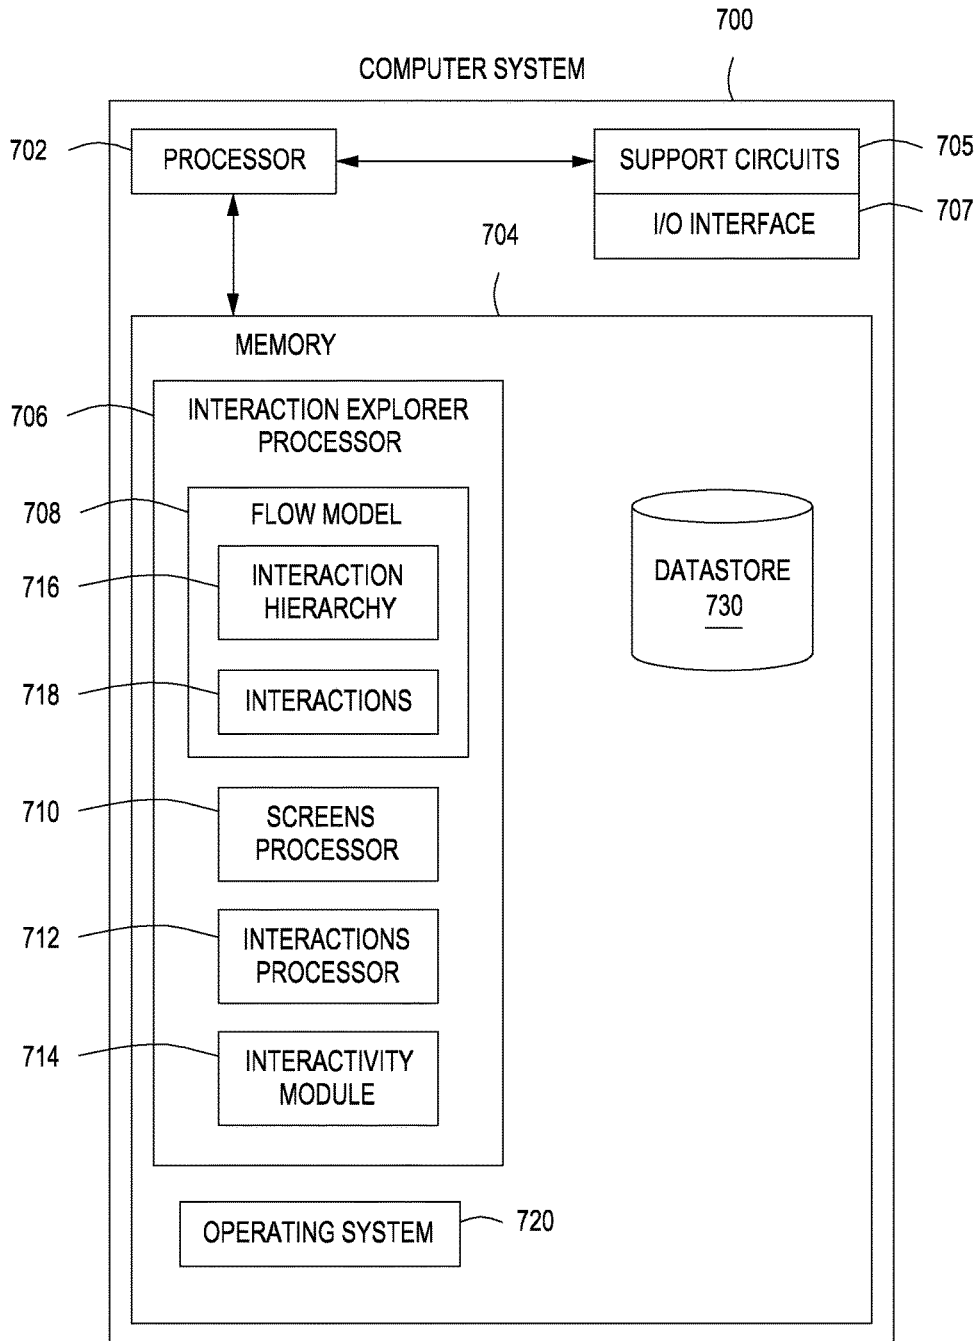 700
COMPUTER SYSTEM
702
PROCESSOR
SUPPORT CIRCUITS
705
I/O INTERFACE
707
704
MEMORY
706
INTERACTION EXPLORER
PROCESSOR
708
FLOW MODEL
716
INTERACTION
HIERARCHY
718
INTERACTIONS
DATASTORE
730
710
SCREENS
PROCESSOR
712
INTERACTIONS
PROCESSOR
714
INTERACTIVITY
MODULE
OPERATING SYSTEM
720